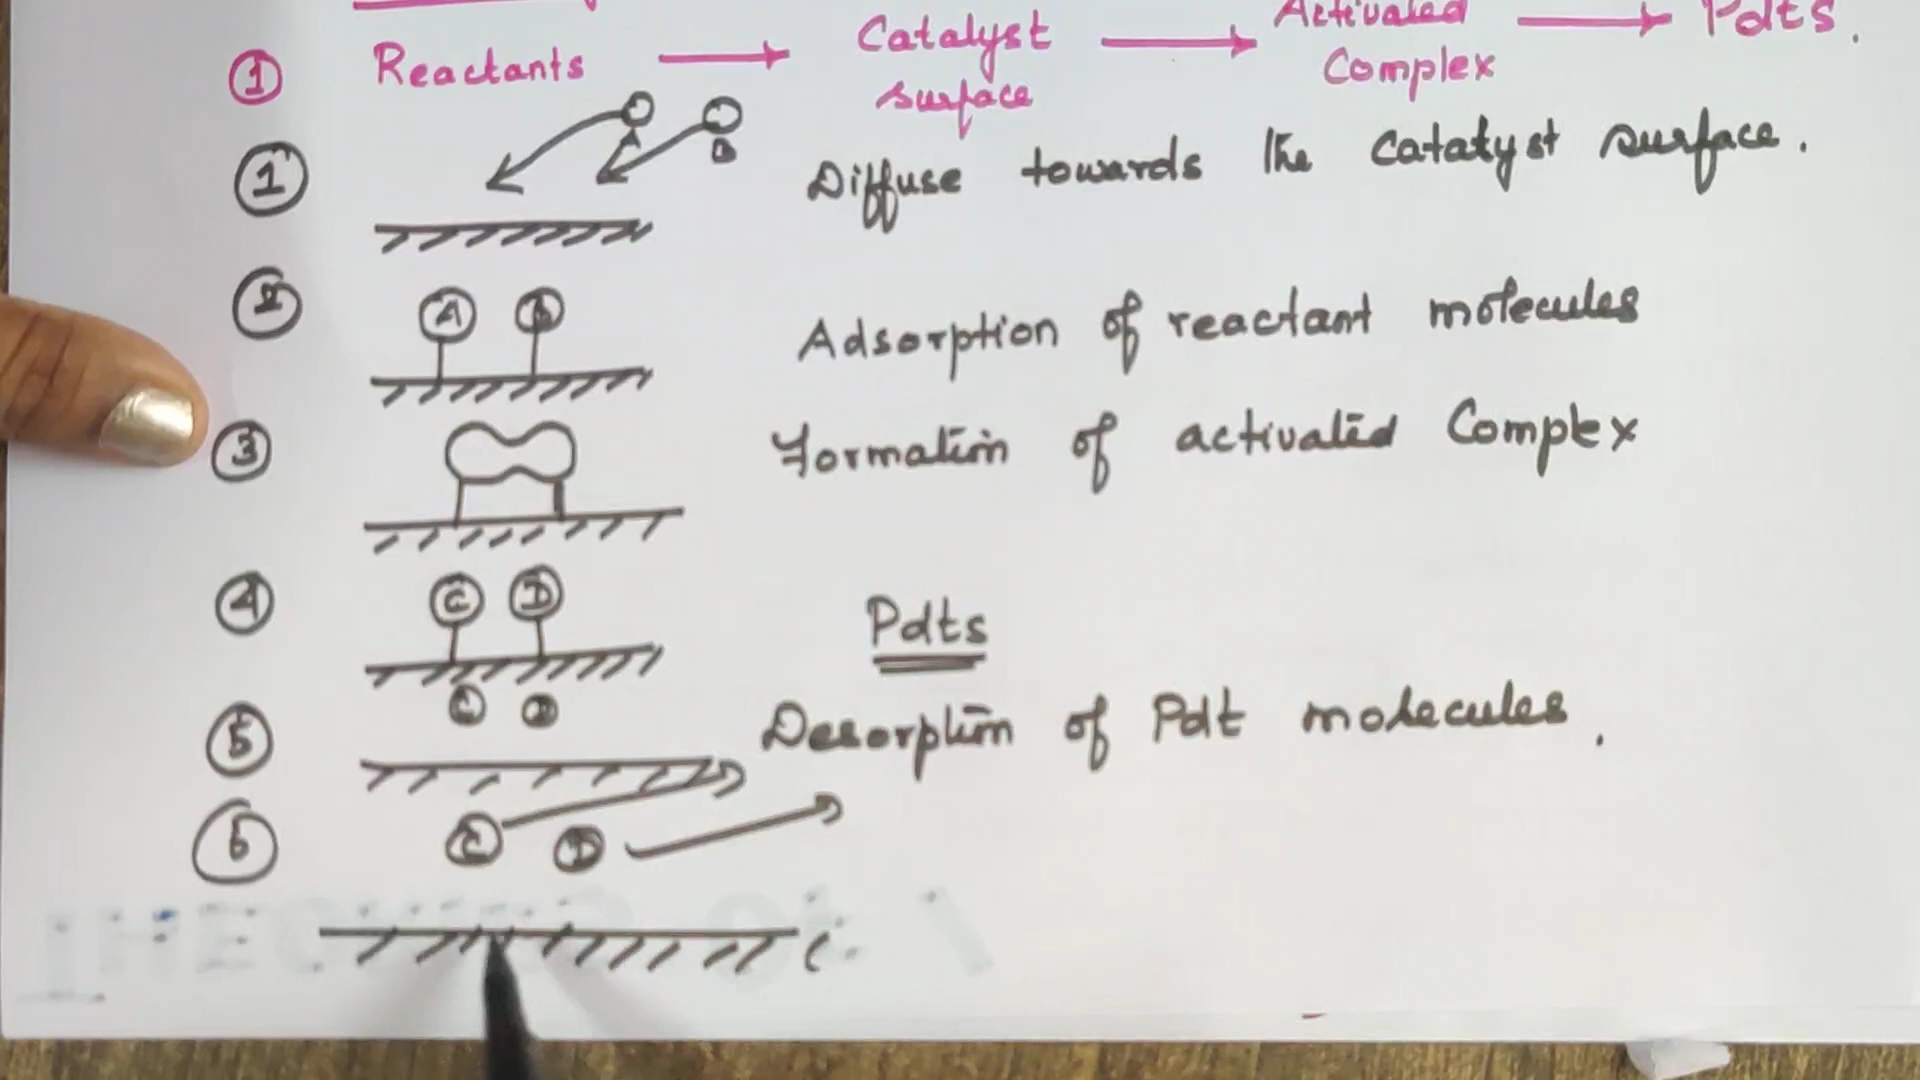 ① Reactants → Catalyst surface → Activated Complex → Pdts.
① A B Diffuse towards the catalyst surface.
② A B Adsorption of reactant molecules
③ Formation of activated Complex
④ C D Pdts
⑤ C D Desorption of Pdt molecules.
⑥ C D